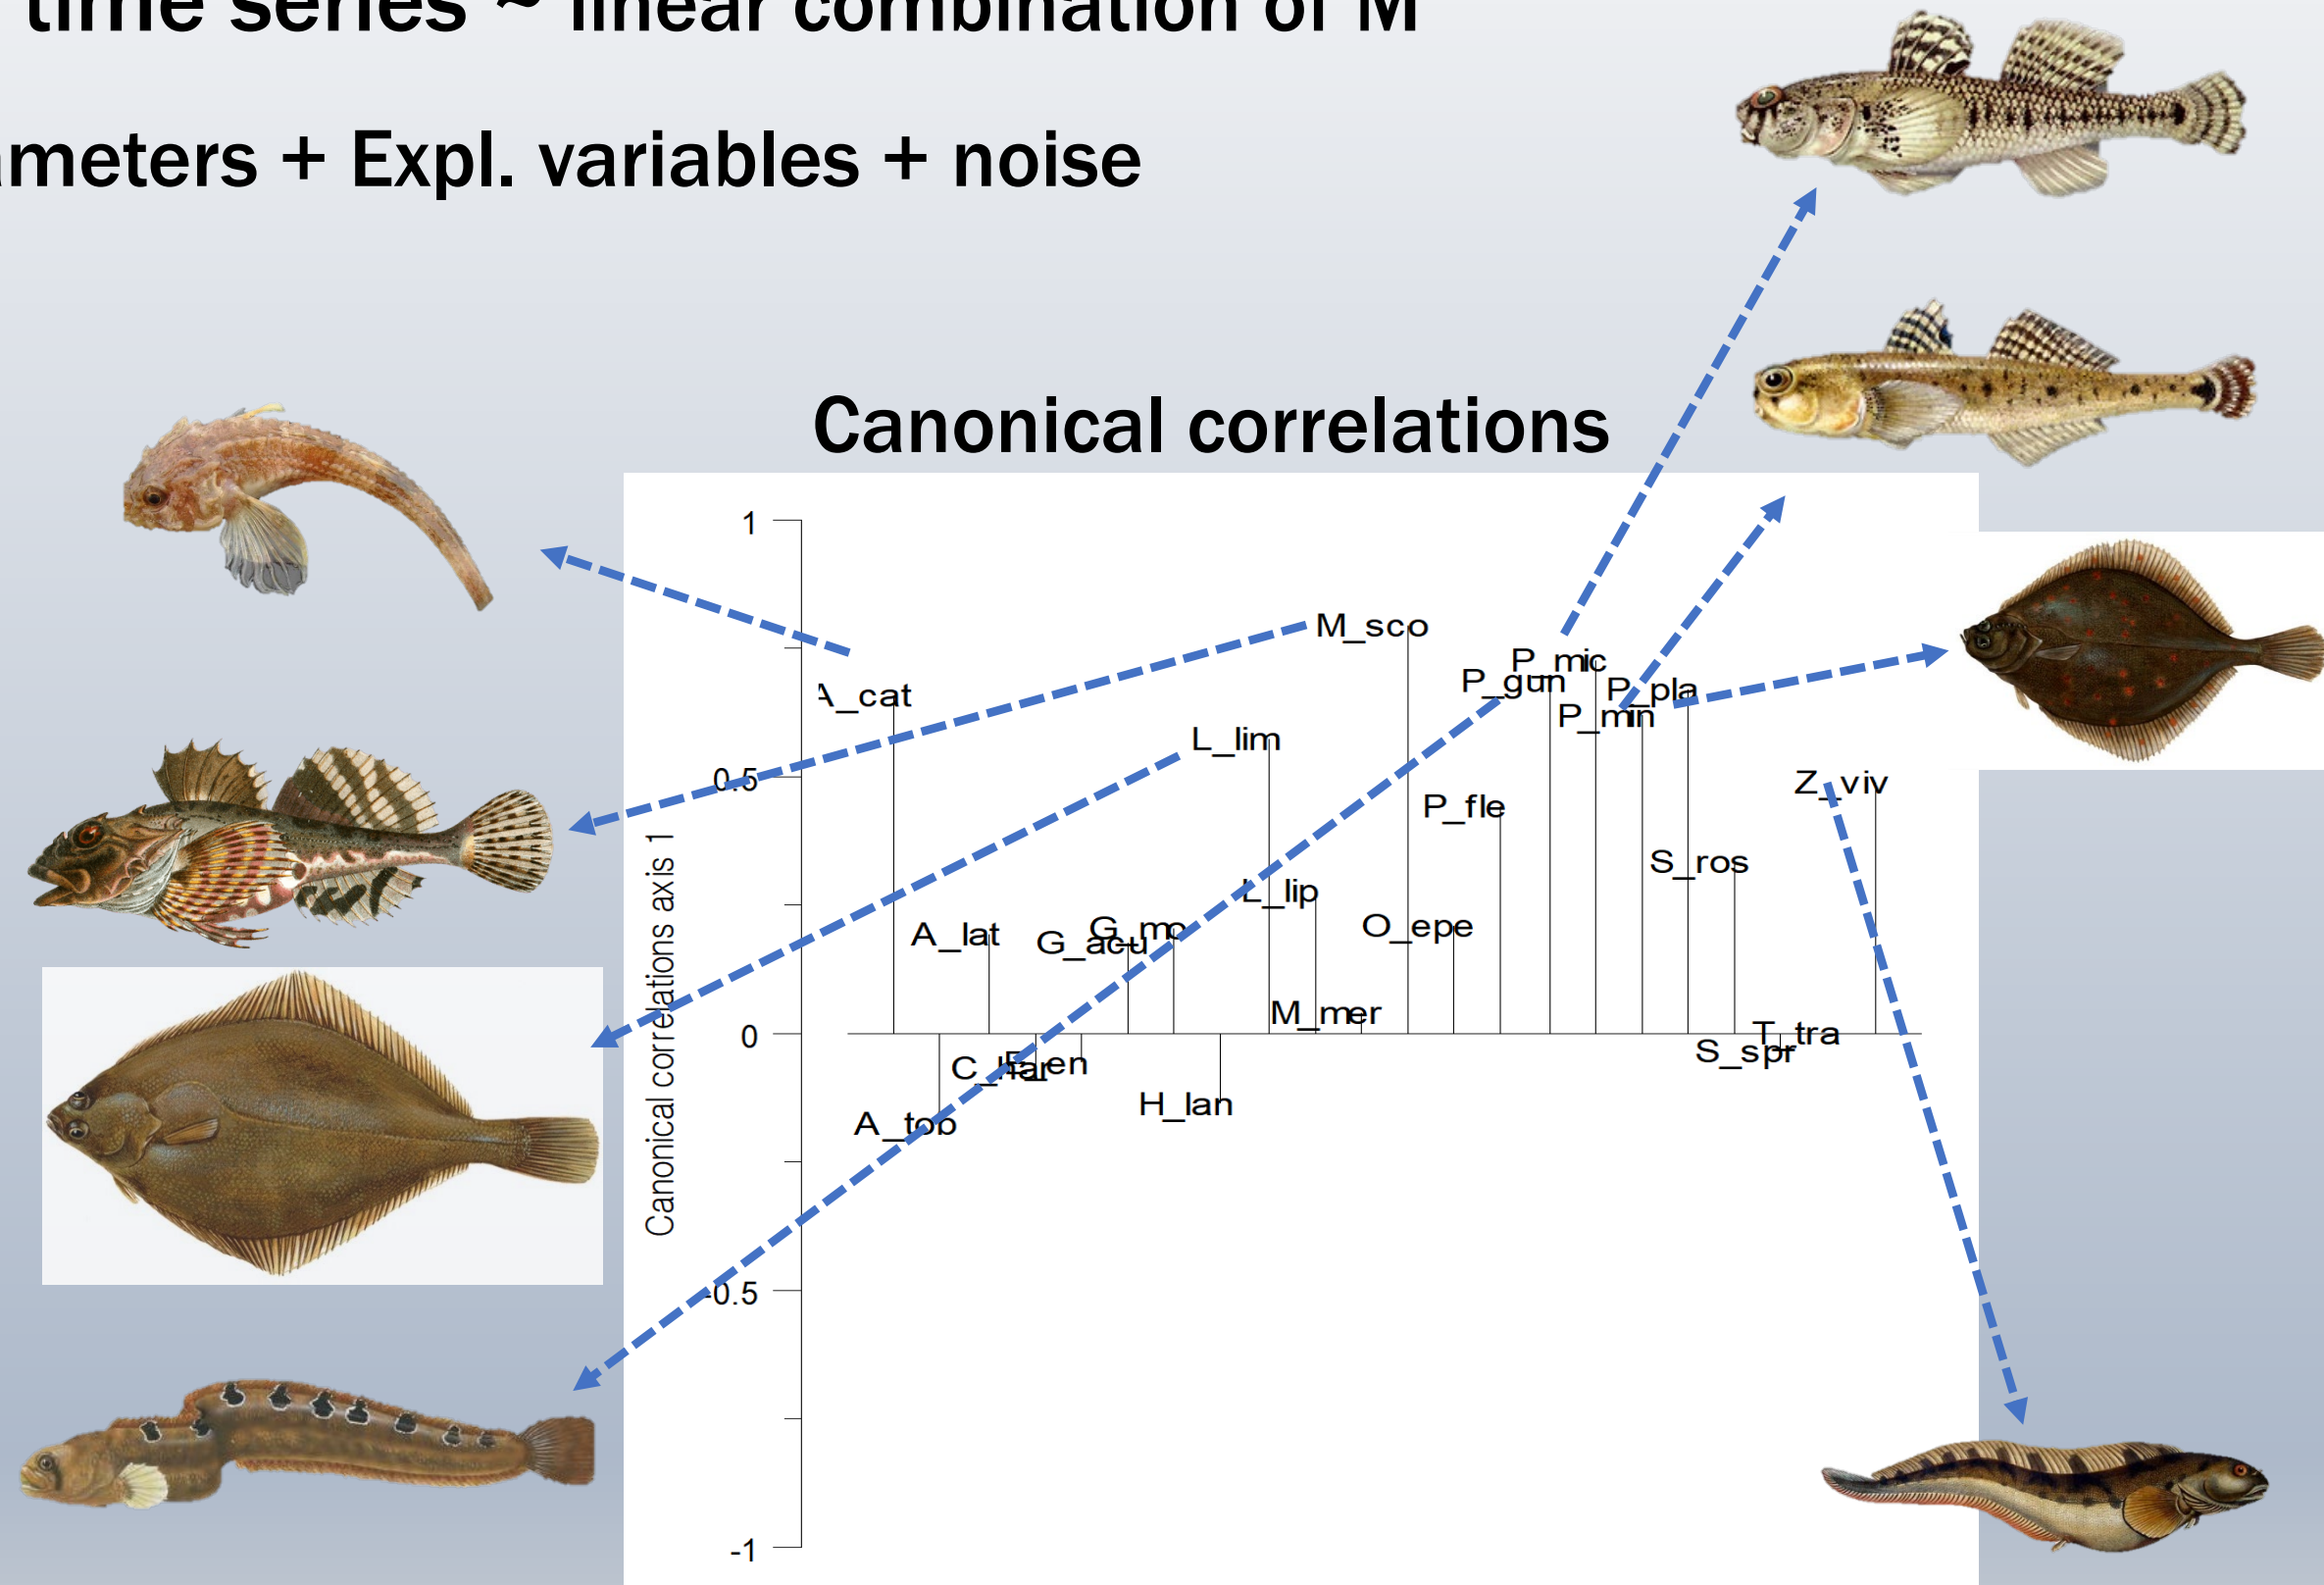 time series ~ linear combination of M
ameters + Expl. variables + noise
Canonical correlations
1
M_sco
P_mic
P_gun
P_pla
A_cat
P_min
L_lim
0.5
Z_viv
P_fle
S_ros
L_lip
O_epe
A_lat
G_mo
G_acu
M_mer
0
T_tra
S_spr
C_har
H_lan
A_tob
-0.5
-1
Canonical correlations axis 1